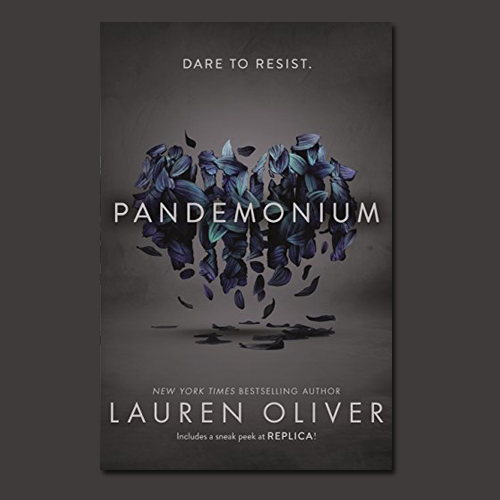 DARE TO RESIST.
PANDEMONIUM
NEW YORK TIMES BESTSELLING AUTHOR
LAUREN OLIVER
Includes a sneak peek at REPLICA!